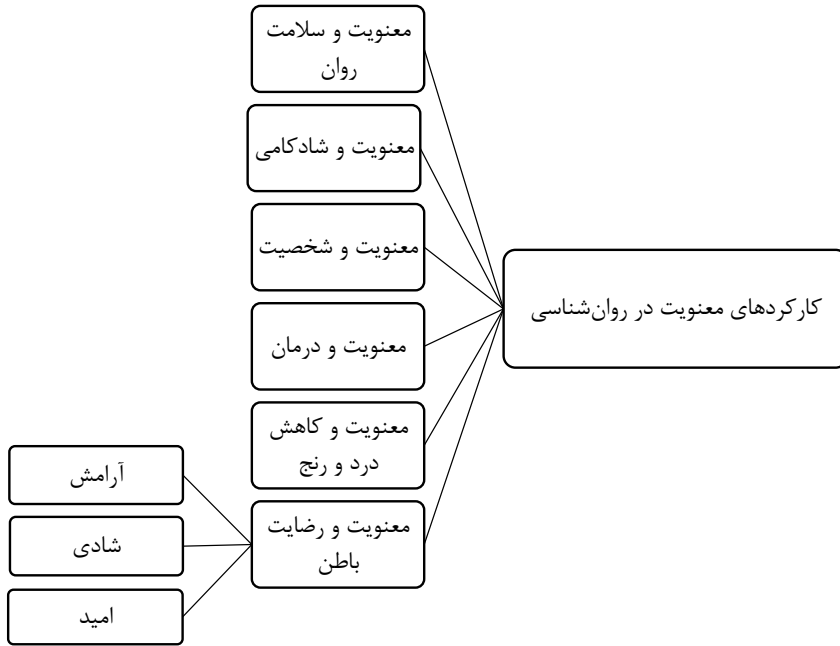 کارکردهای معنویت در روان‌شناسی
معنویت و سلامت
روان
معنویت و شادکامی
معنویت و شخصیت
معنویت و درمان
معنویت و کاهش
درد و رنج
معنویت و رضایت
باطن
آرامش
شادی
امید